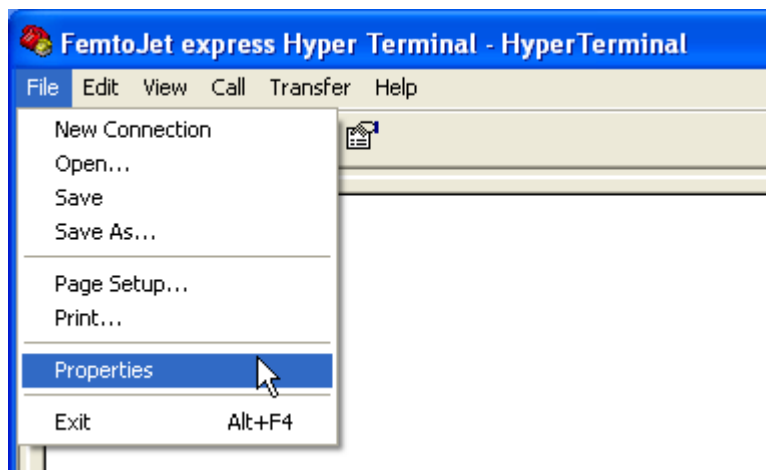 FemtoJet express Hyper Terminal - HyperTerminal
File Edit View Call Transfer Help
New Connection
Open...
Save
Save As...
Page Setup...
Print...
Properties
Exit Alt+F4